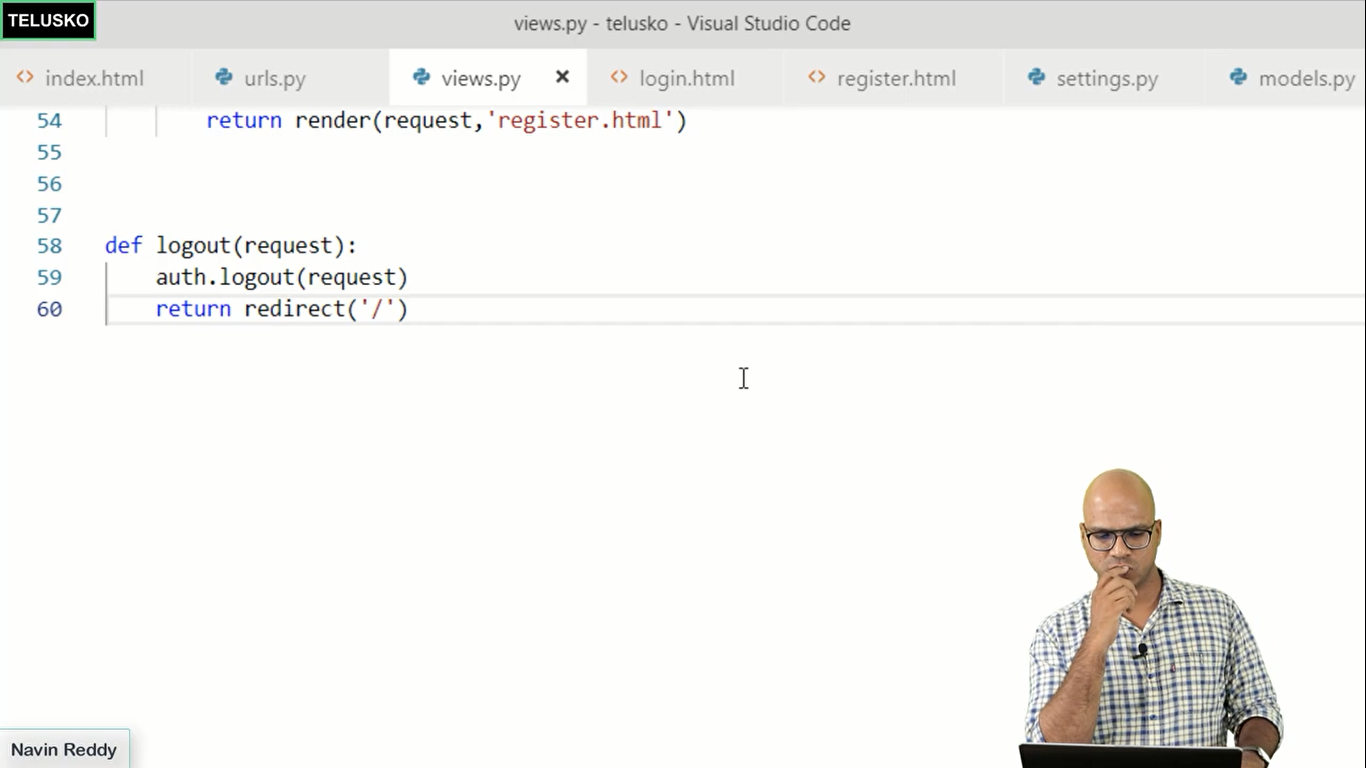 TELUSKO
views.py - telusko - Visual Studio Code
index.html urls.py views.py login.html register.html settings.py models.py
54 return render(request,'register.html')
55
56
57
58 def logout(request):
59 auth.logout(request)
60 return redirect('/')
Navin Reddy